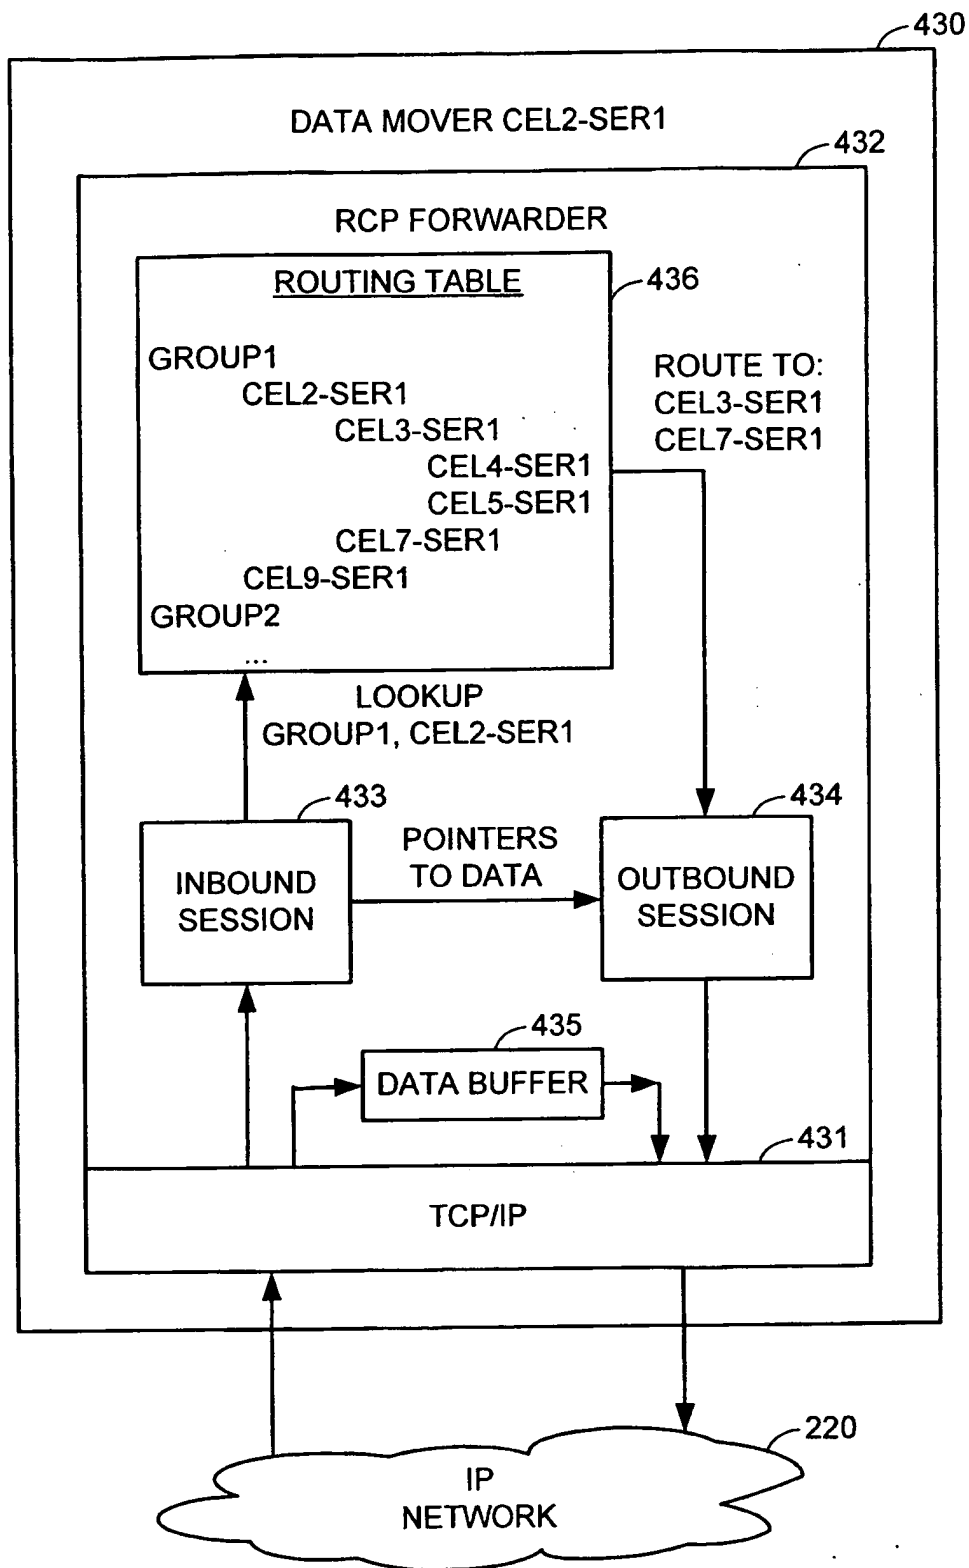 430
DATA MOVER CEL2-SER1
432
RCP FORWARDER
ROUTING TABLE
436
GROUP1
CEL2-SER1
CEL3-SER1
CEL4-SER1
CEL5-SER1
CEL7-SER1
CEL9-SER1
GROUP2
...
ROUTE TO:
CEL3-SER1
CEL7-SER1
LOOKUP
GROUP1, CEL2-SER1
433
INBOUND
SESSION
POINTERS
TO DATA
434
OUTBOUND
SESSION
435
DATA BUFFER
431
TCP/IP
220
IP
NETWORK